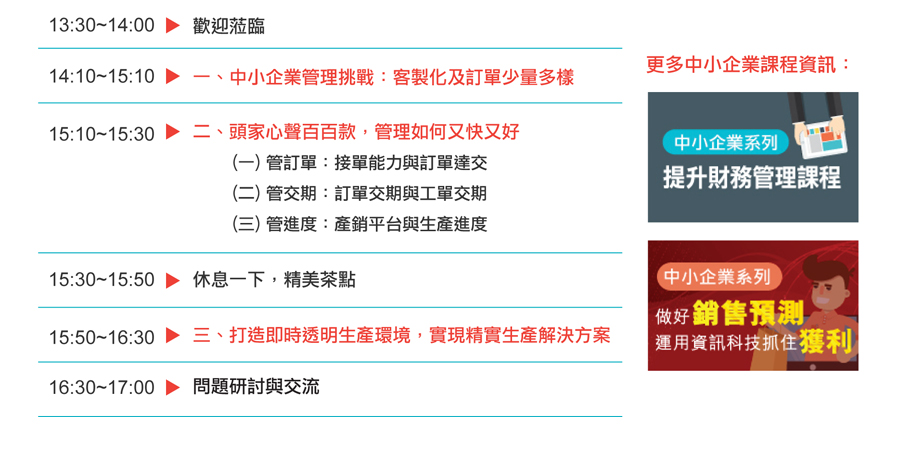 13:30~14:00 ▶ 歡迎蒞臨
14:10~15:10 ▶ 一、中小企業管理挑戰：客製化及訂單少量多樣
15:10~15:30 ▶ 二、頭家心聲百百款，管理如何又快又好
(一) 管訂單：接單能力與訂單達交
(二) 管交期：訂單交期與工單交期
(三) 管進度：產銷平台與生產進度
15:30~15:50 ▶ 休息一下，精美茶點
15:50~16:30 ▶ 三、打造即時透明生產環境，實現精實生產解決方案
16:30~17:00 ▶ 問題研討與交流
更多中小企業課程資訊：
中小企業系列
提升財務管理課程
中小企業系列
做好銷售預測
運用資訊科技抓住獲利